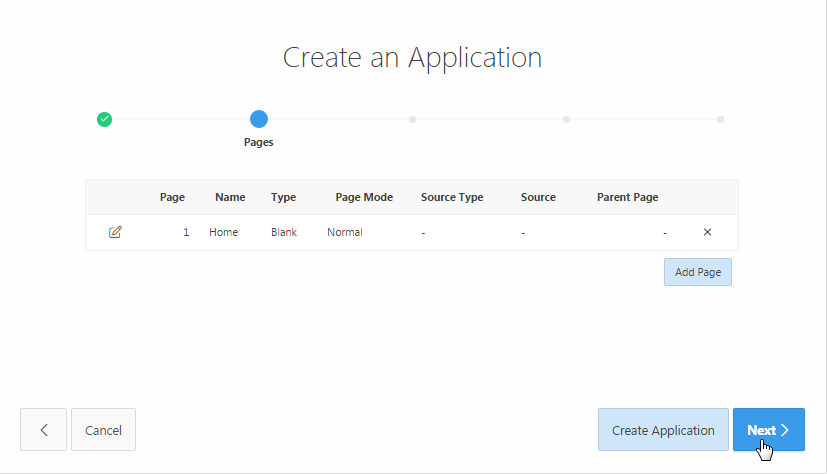 Create an Application
Pages
Page Name Type Page Mode Source Type Source Parent Page
1 Home Blank Normal - - -
Add Page
Cancel Create Application Next